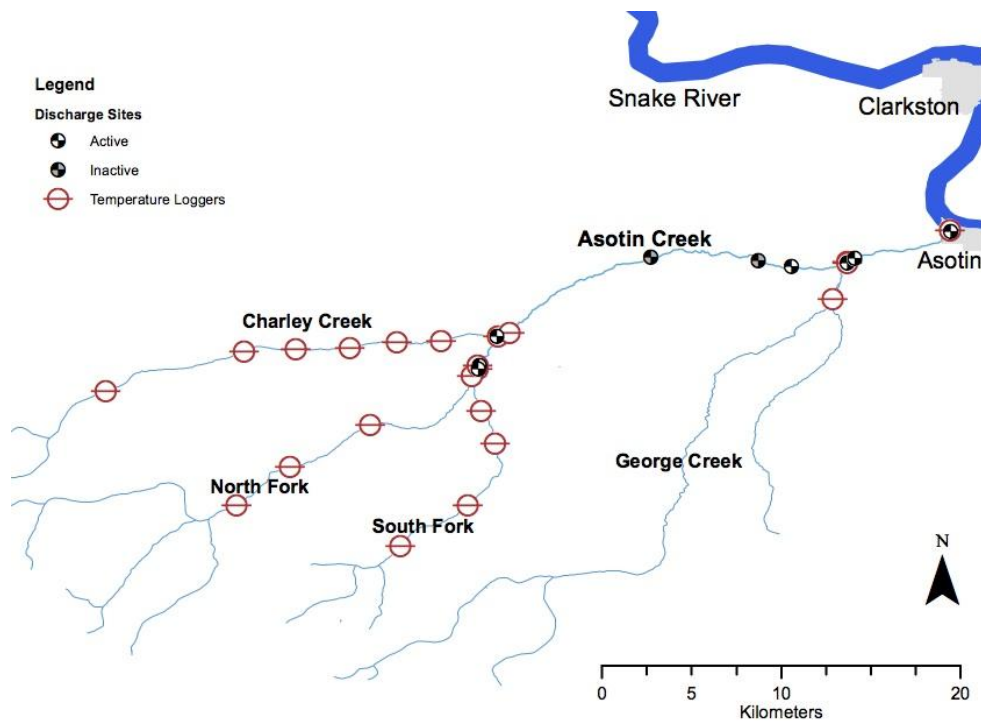 Legend
Discharge Sites
Active
Inactive
Temperature Loggers
Snake River
Clarkston
Asotin Creek
Asotin
Charley Creek
George Creek
North Fork
South Fork
N
0 5 10 20
Kilometers